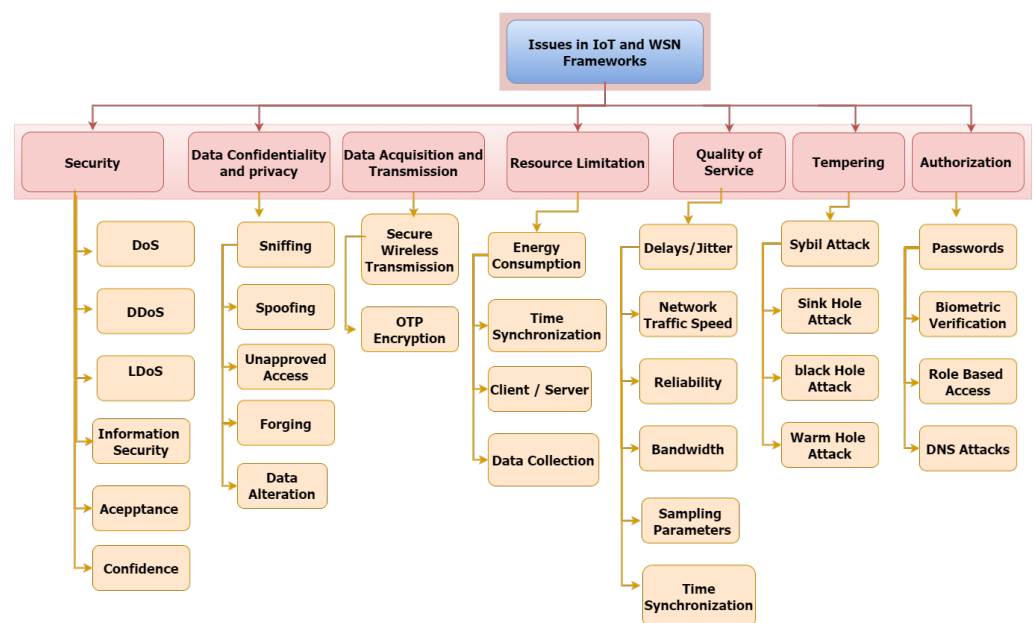 Issues in IoT and WSN
Frameworks
Security
Data Confidentiality
and privacy
Data Acquisition and
Transmission
Resource Limitation
Quality of
Service
Tempering
Authorization
DoS
DDoS
LDoS
Information
Security
Acepptance
Confidence
Sniffing
Spoofing
Unapproved
Access
Forging
Data
Alteration
Secure
Wireless
Transmission
OTP
Encryption
Energy
Consumption
Time
Synchronization
Client / Server
Data Collection
Delays/Jitter
Network
Traffic Speed
Reliability
Bandwidth
Sampling
Parameters
Time
Synchronization
Sybil Attack
Sink Hole
Attack
black Hole
Attack
Warm Hole
Attack
Passwords
Biometric
Verification
Role Based
Access
DNS Attacks